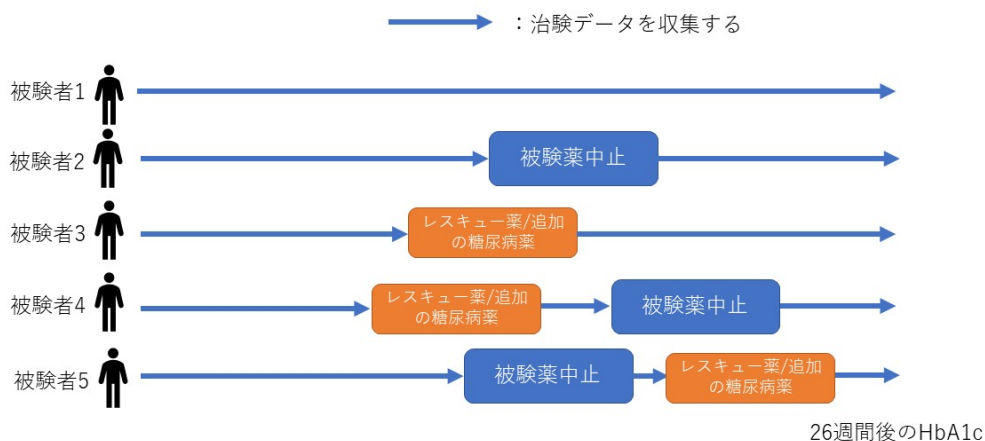 ：治験データを収集する
被験者1
被験者2
被験薬中止
被験者3
レスキュー薬/追加
の糖尿病薬
被験者4
レスキュー薬/追加
の糖尿病薬
被験薬中止
被験者5
被験薬中止
レスキュー薬/追加
の糖尿病薬
26週間後のHbA1c